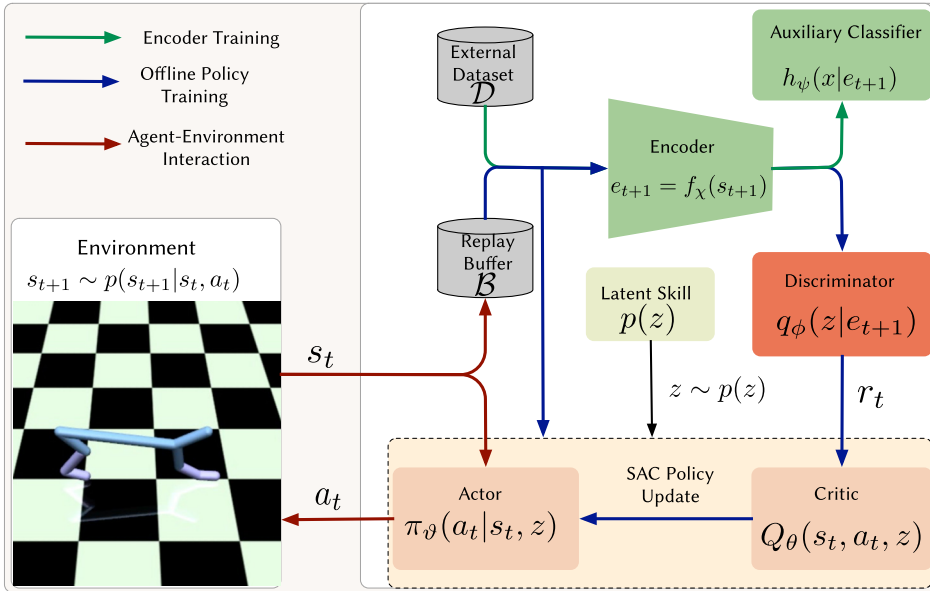 Encoder Training
Offline Policy
Training
Agent-Environment
Interaction
External
Dataset
𝒟
Auxiliary Classifier
h_ψ(x|e_{t+1})
Encoder
e_{t+1} = f_χ(s_{t+1})
Environment
s_{t+1} ∼ p(s_{t+1}|s_t, a_t)
Replay
Buffer
ℬ
Latent Skill
p(z)
Discriminator
q_ϕ(z|e_{t+1})
s_t
z ∼ p(z)
r_t
SAC Policy
Update
a_t
Actor
π_ϑ(a_t|s_t, z)
Critic
Q_θ(s_t, a_t, z)